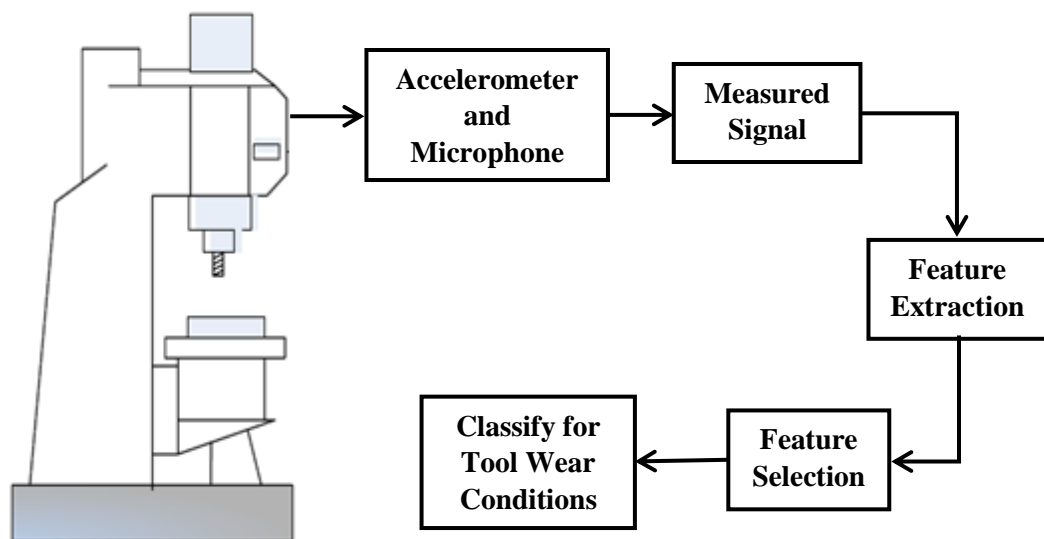 Accelerometer
and
Microphone
Measured
Signal
Feature
Extraction
Feature
Selection
Classify for
Tool Wear
Conditions